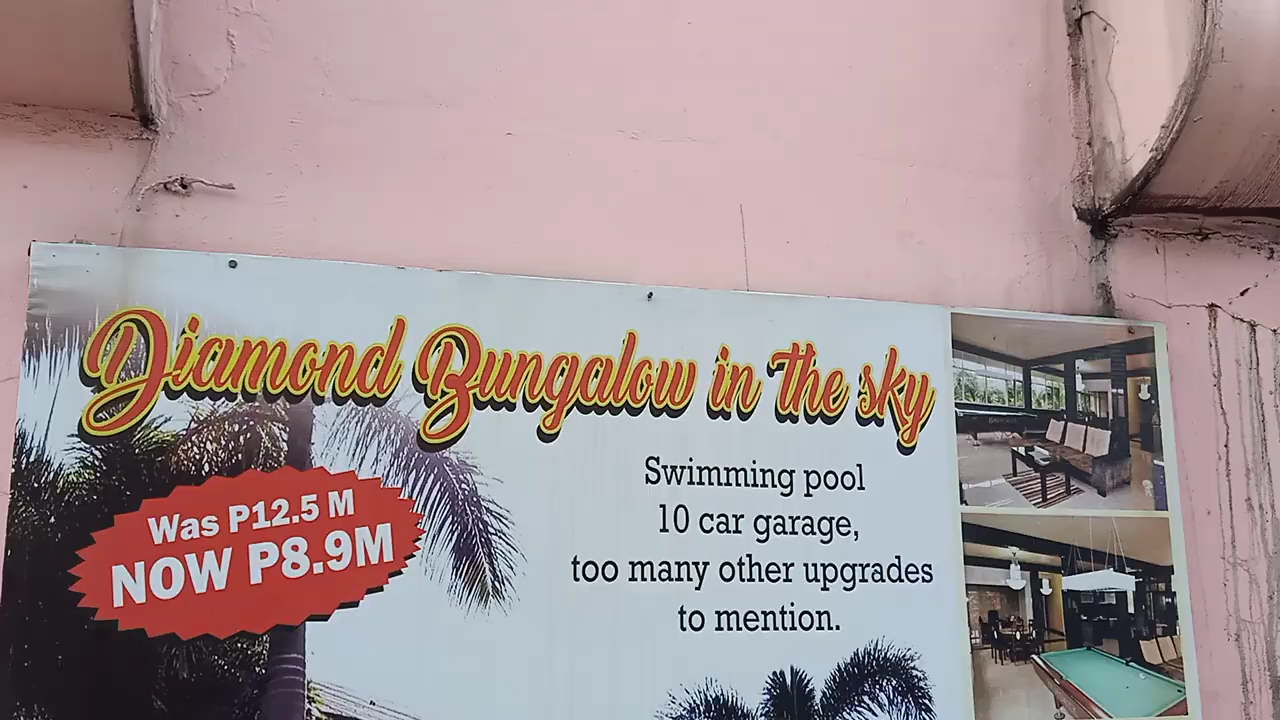 Diamond Bungalow in the sky
Was P12.5 M
NOW P8.9M
Swimming pool
10 car garage,
too many other upgrades
to mention.